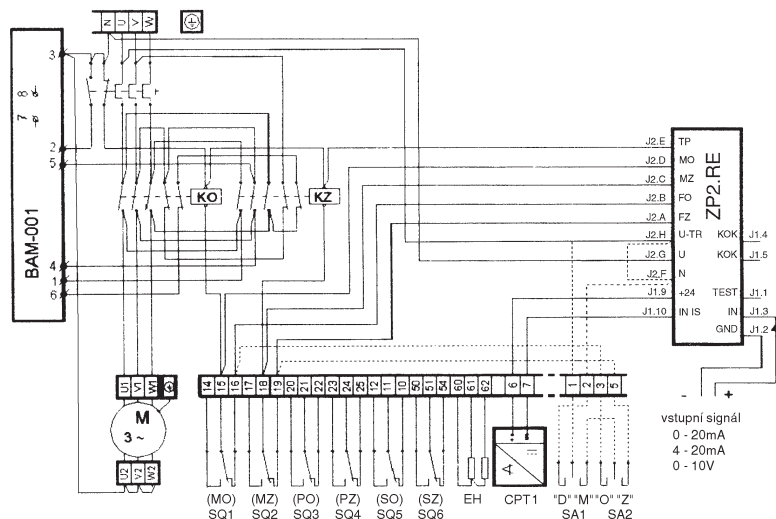 N U V W
3
8
7
2
5
BAM-001
4
1
6
KO
KZ
J2.E TP
J2.D MO
J2.C MZ
J2.B FO
J2.A FZ
J2.H U-TR KOK J1.4
J2.G U KOK J1.5
J2.F N
J1.9 +24 TEST J1.1
J1.10 IN IS IN J1.3
GND J1.2
ZP2.RE
- +
vstupní signál
0 - 20mA
4 - 20mA
0 - 10V
U1 V1 W1
M
3 ~
U2 V2 W2
14 15 16 17 18 19 20 21 22 23 24 25 12 11 10 50 51 54 60 61 62 6 7 1 2 3 5
A
(MO) (MZ) (PO) (PZ) (SO) (SZ) EH CPT1 "D" "M" "O" "Z"
SQ1 SQ2 SQ3 SQ4 SQ5 SQ6 SA1 SA2